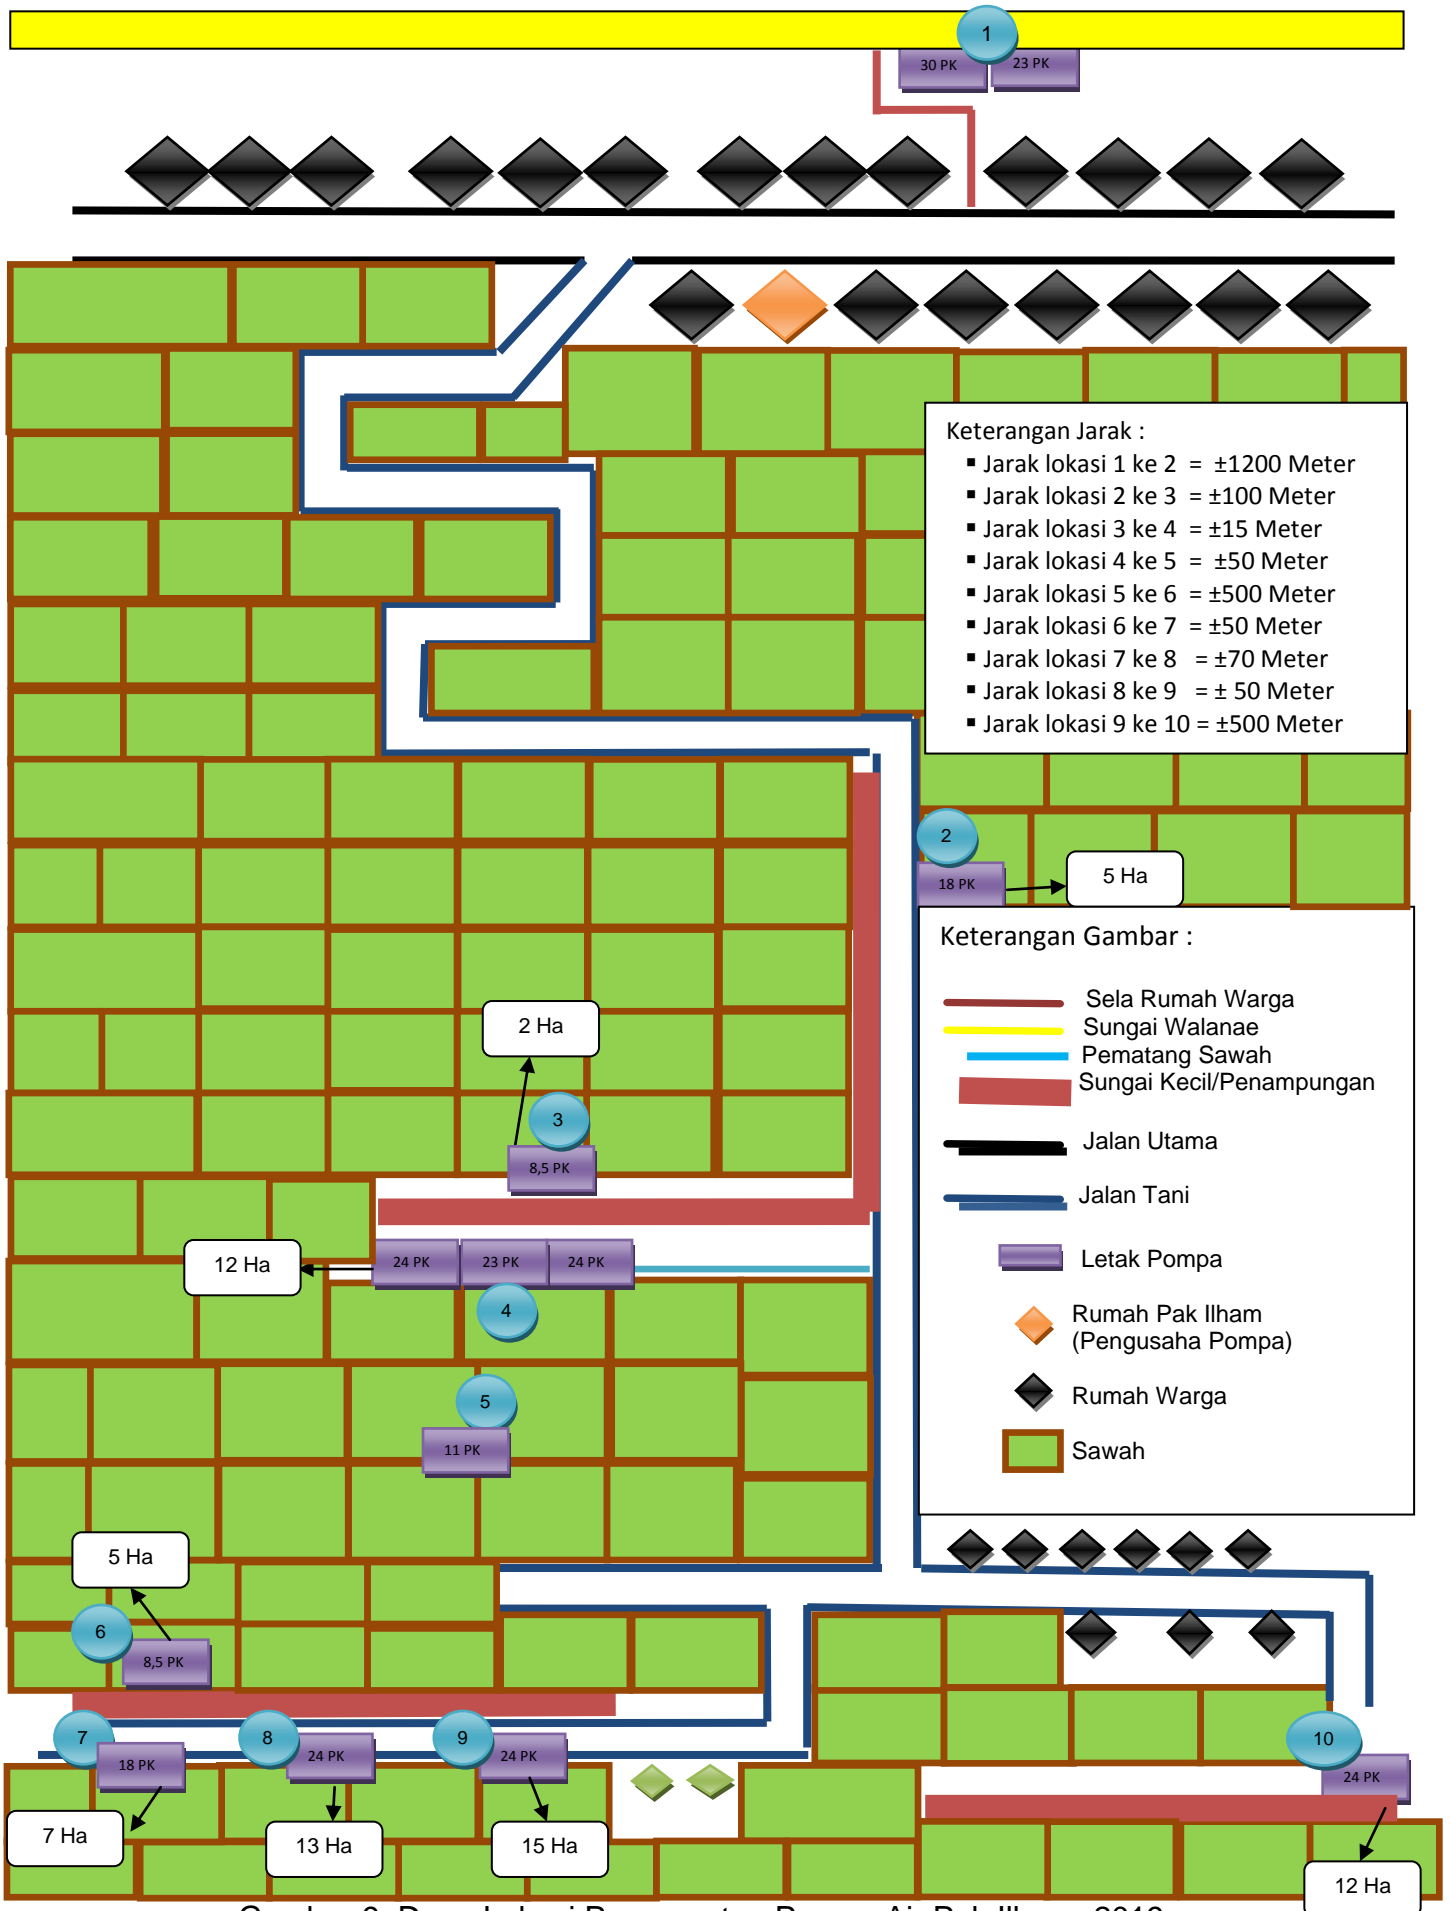 1
30 PK
23 PK
Keterangan Jarak :
▪ Jarak lokasi 1 ke 2 = ±1200 Meter
▪ Jarak lokasi 2 ke 3 = ±100 Meter
▪ Jarak lokasi 3 ke 4 = ±15 Meter
▪ Jarak lokasi 4 ke 5 = ±50 Meter
▪ Jarak lokasi 5 ke 6 = ±500 Meter
▪ Jarak lokasi 6 ke 7 = ±50 Meter
▪ Jarak lokasi 7 ke 8 = ±70 Meter
▪ Jarak lokasi 8 ke 9 = ± 50 Meter
▪ Jarak lokasi 9 ke 10 = ±500 Meter
2
18 PK
5 Ha
Keterangan Gambar :
Sela Rumah Warga
Sungai Walanae
Pematang Sawah
Sungai Kecil/Penampungan
Jalan Utama
Jalan Tani
Letak Pompa
Rumah Pak Ilham
(Pengusaha Pompa)
Rumah Warga
Sawah
2 Ha
3
8,5 PK
12 Ha
24 PK
23 PK
24 PK
4
5
11 PK
5 Ha
6
8,5 PK
7
18 PK
7 Ha
8
24 PK
13 Ha
9
24 PK
15 Ha
10
24 PK
12 Ha